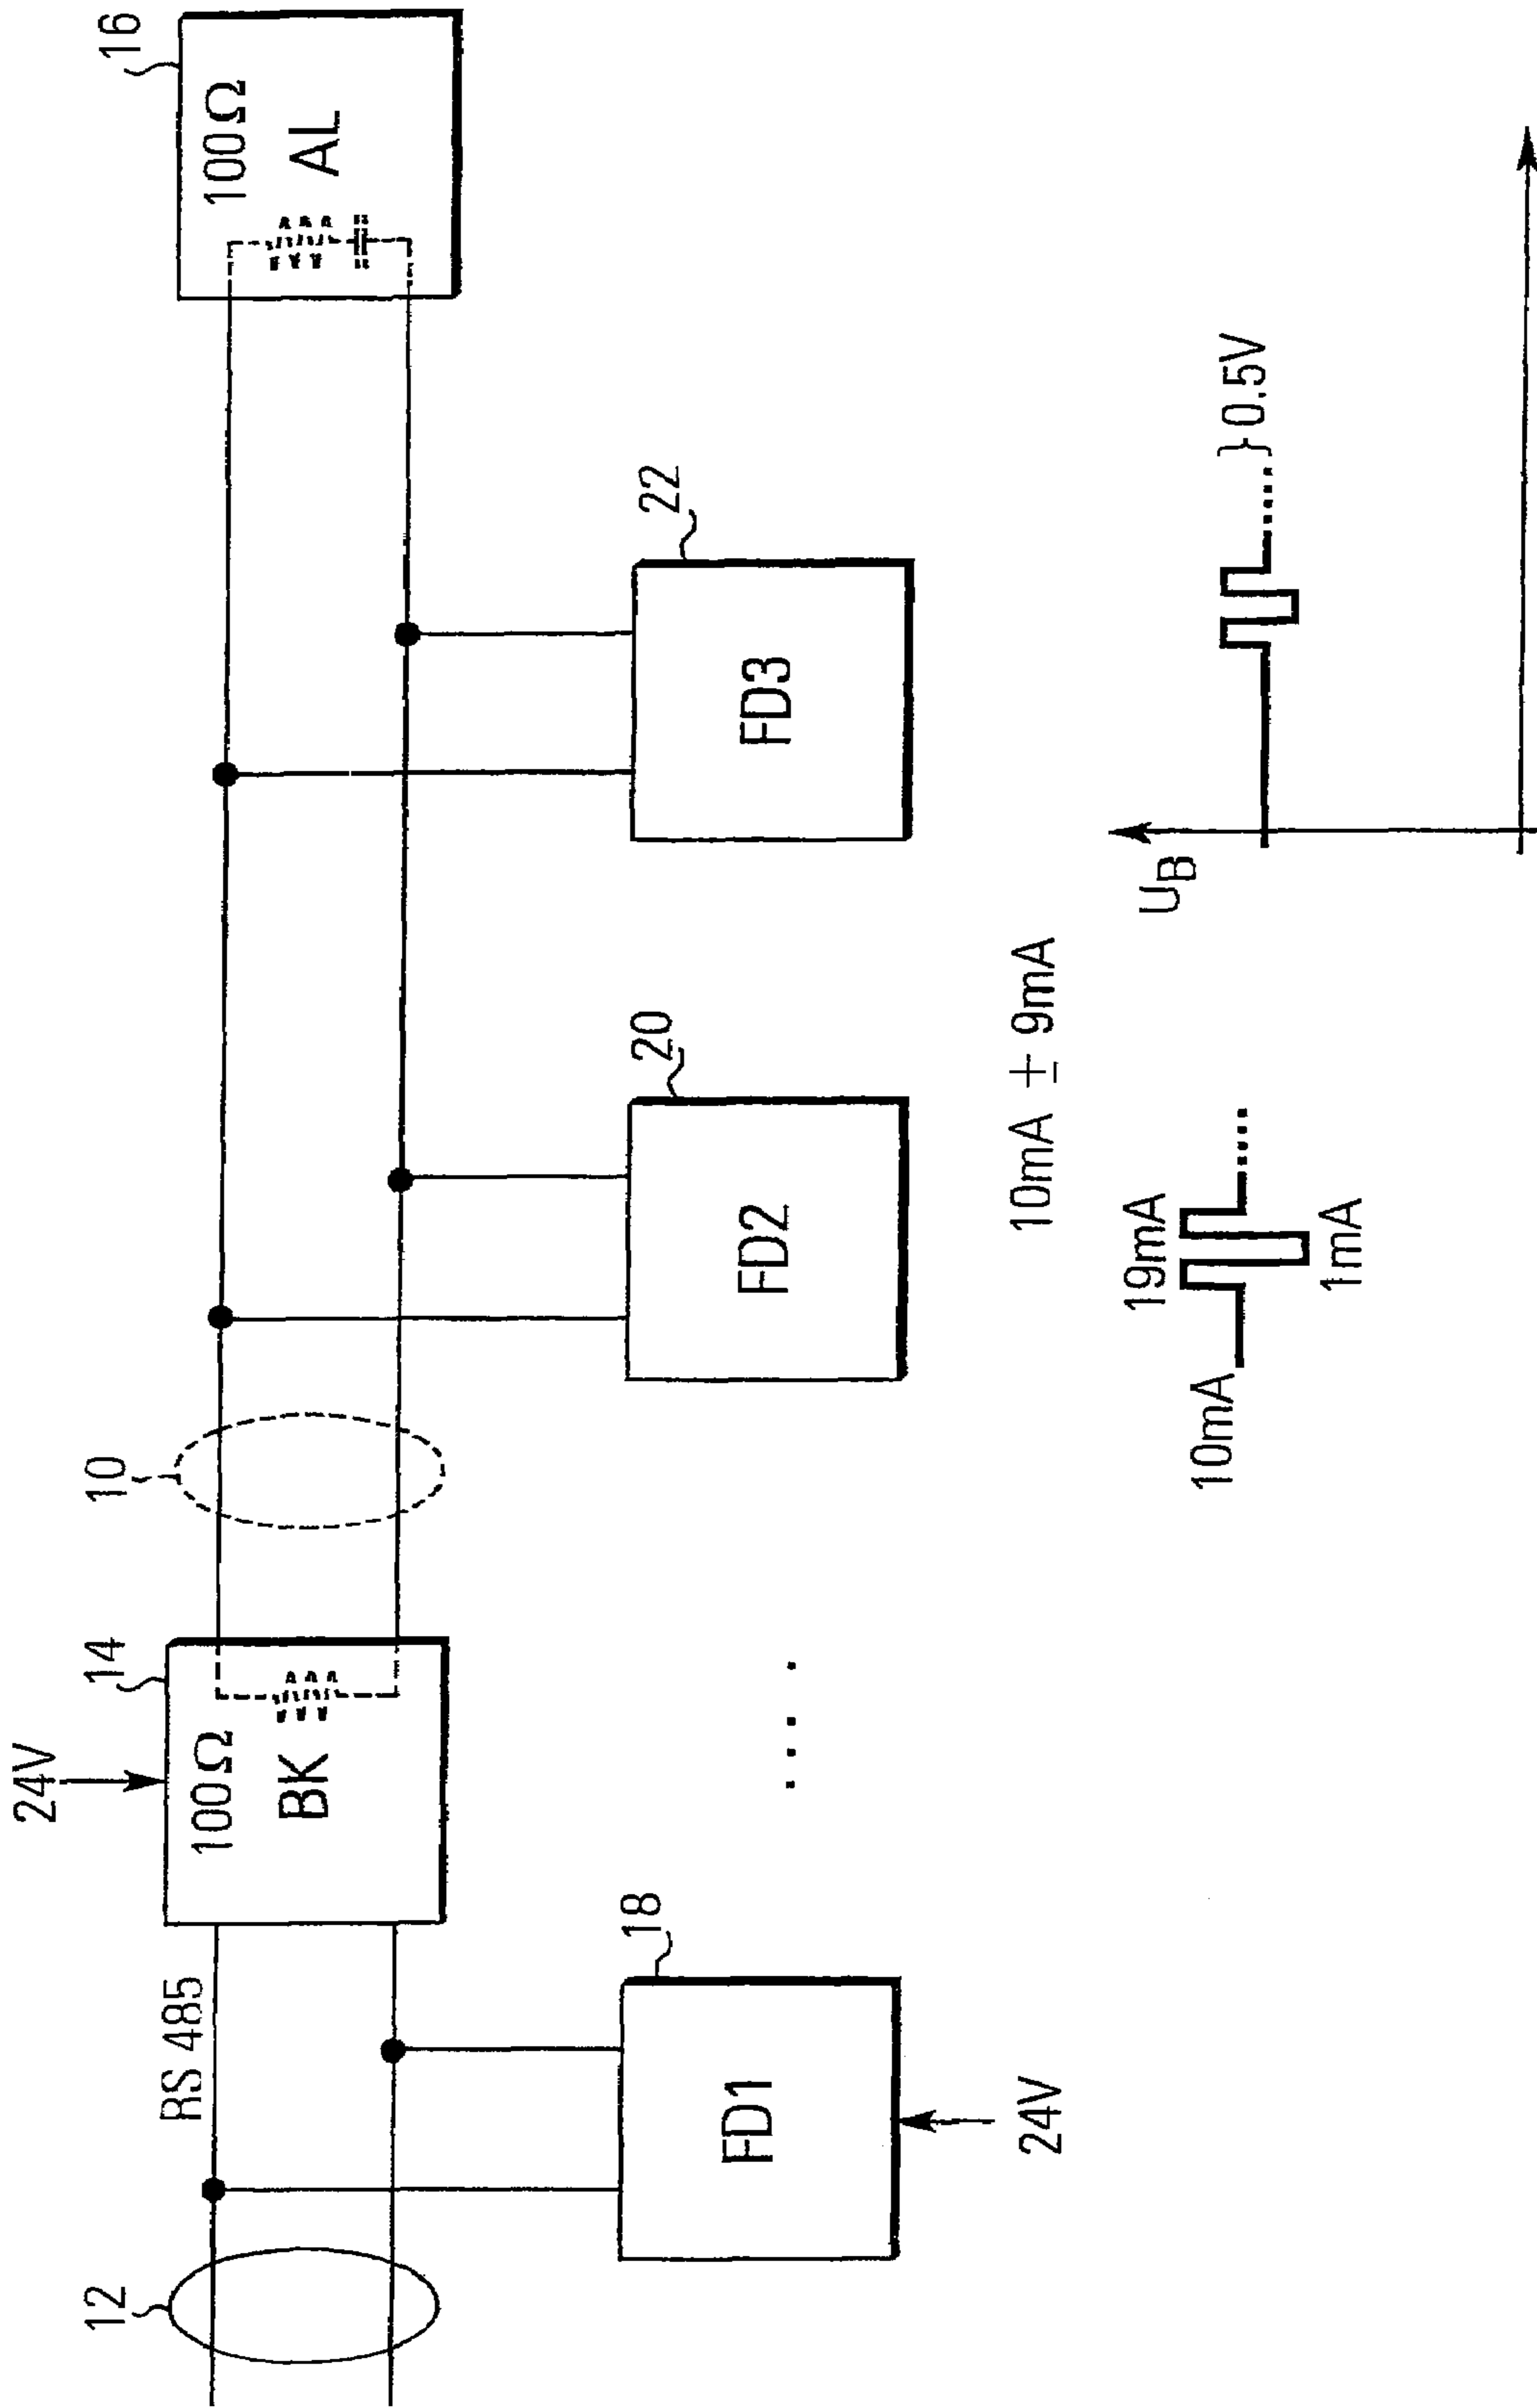 24V
12
RS 485
14
100Ω
BK
10
16
100Ω
AL
18
FD1
24V
20
FD2
22
FD3
10mA ± 9mA
10mA
19mA
1mA
UB
}0.5V